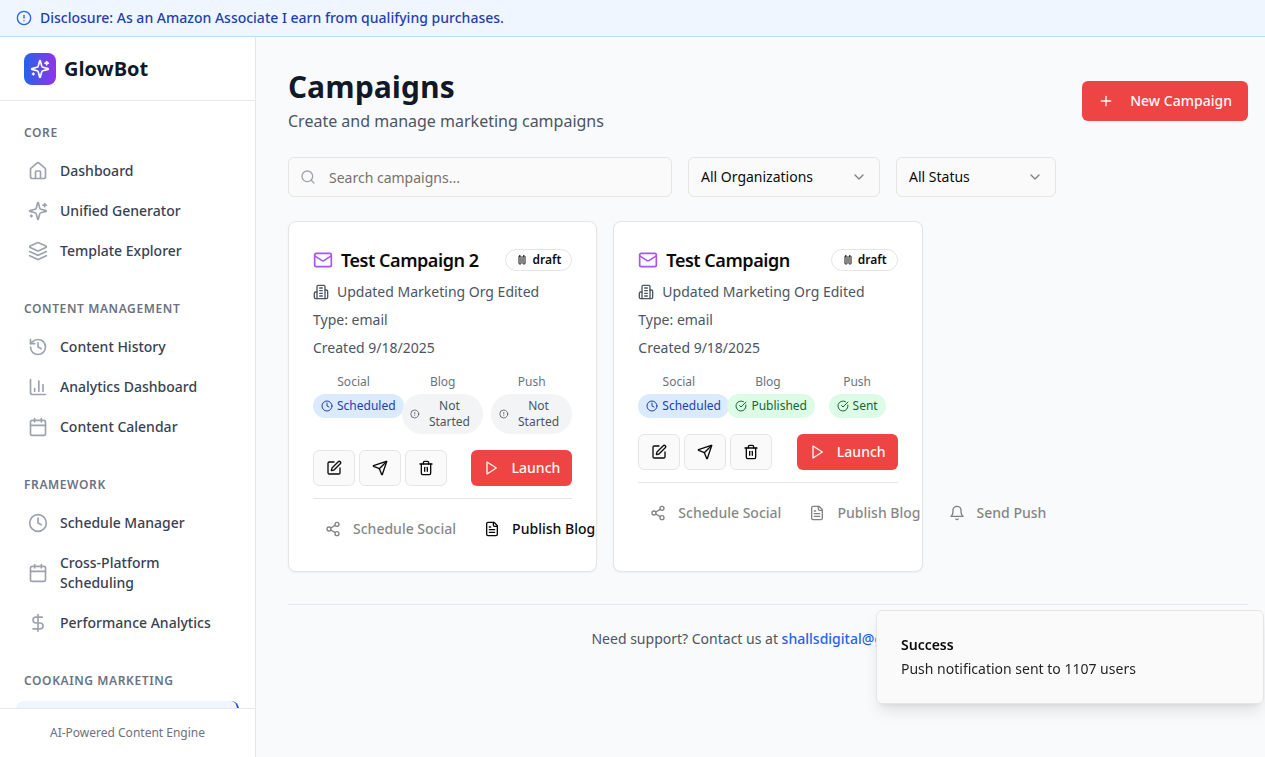 Disclosure: As an Amazon Associate I earn from qualifying purchases.
GlowBot
CORE
Dashboard
Unified Generator
Template Explorer
CONTENT MANAGEMENT
Content History
Analytics Dashboard
Content Calendar
FRAMEWORK
Schedule Manager
Cross-Platform
Scheduling
Performance Analytics
COOKAING MARKETING
AI-Powered Content Engine
Campaigns
Create and manage marketing campaigns
New Campaign
Search campaigns...
All Organizations
All Status
Test Campaign 2
draft
Updated Marketing Org Edited
Type: email
Created 9/18/2025
Social Blog Push
Scheduled Not Started Not Started
Launch
Schedule Social Publish Blog
Test Campaign
draft
Updated Marketing Org Edited
Type: email
Created 9/18/2025
Social Blog Push
Scheduled Published Sent
Launch
Schedule Social Publish Blog Send Push
Need support? Contact us at shallsdigital@
Success
Push notification sent to 1107 users